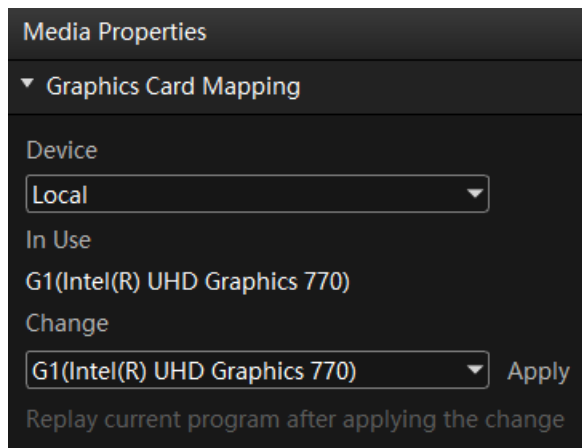 Media Properties
Graphics Card Mapping
Device
Local
In Use
G1(Intel(R) UHD Graphics 770)
Change
G1(Intel(R) UHD Graphics 770) Apply
Replay current program after applying the change